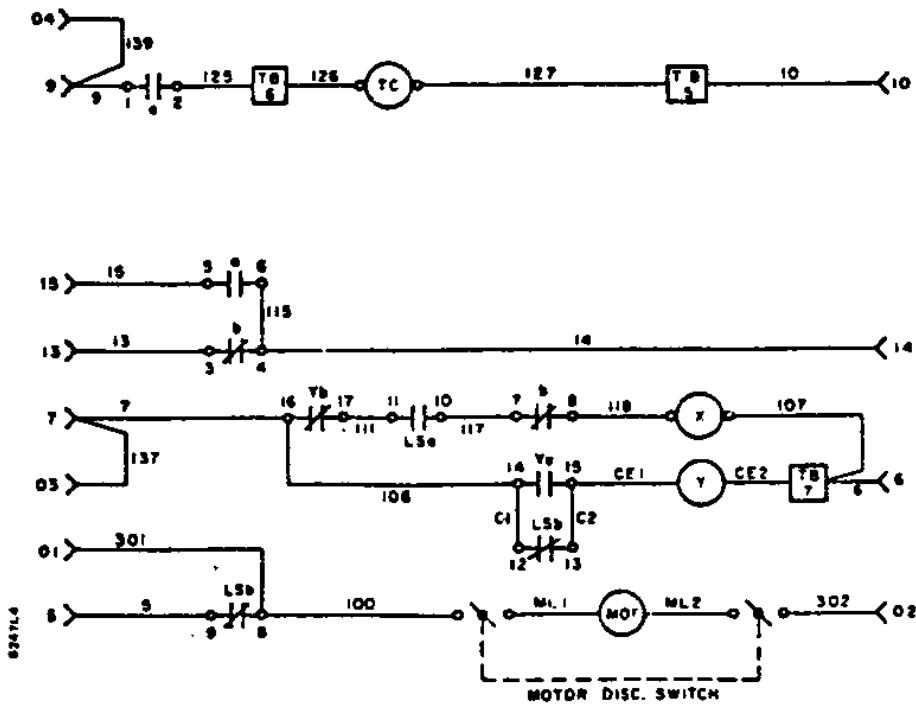 04
139
9 9 1 a 2 125 TB 6 126 TC 127 TB 5 10 10
15 15 5 a 6
115
13 13 3 b 4 14 14
7 7 16 Yb 17 111 11 LSa 10 117 7 b 8 118 X 107
137
03
106 14 Ya 15 CE1 Y CE2 TB 7 6 6
C1 LSb C2
12 13
01 301
5 5 9 LSb 8 100 ML1 MOT ML2 302 02
MOTOR DISC. SWITCH